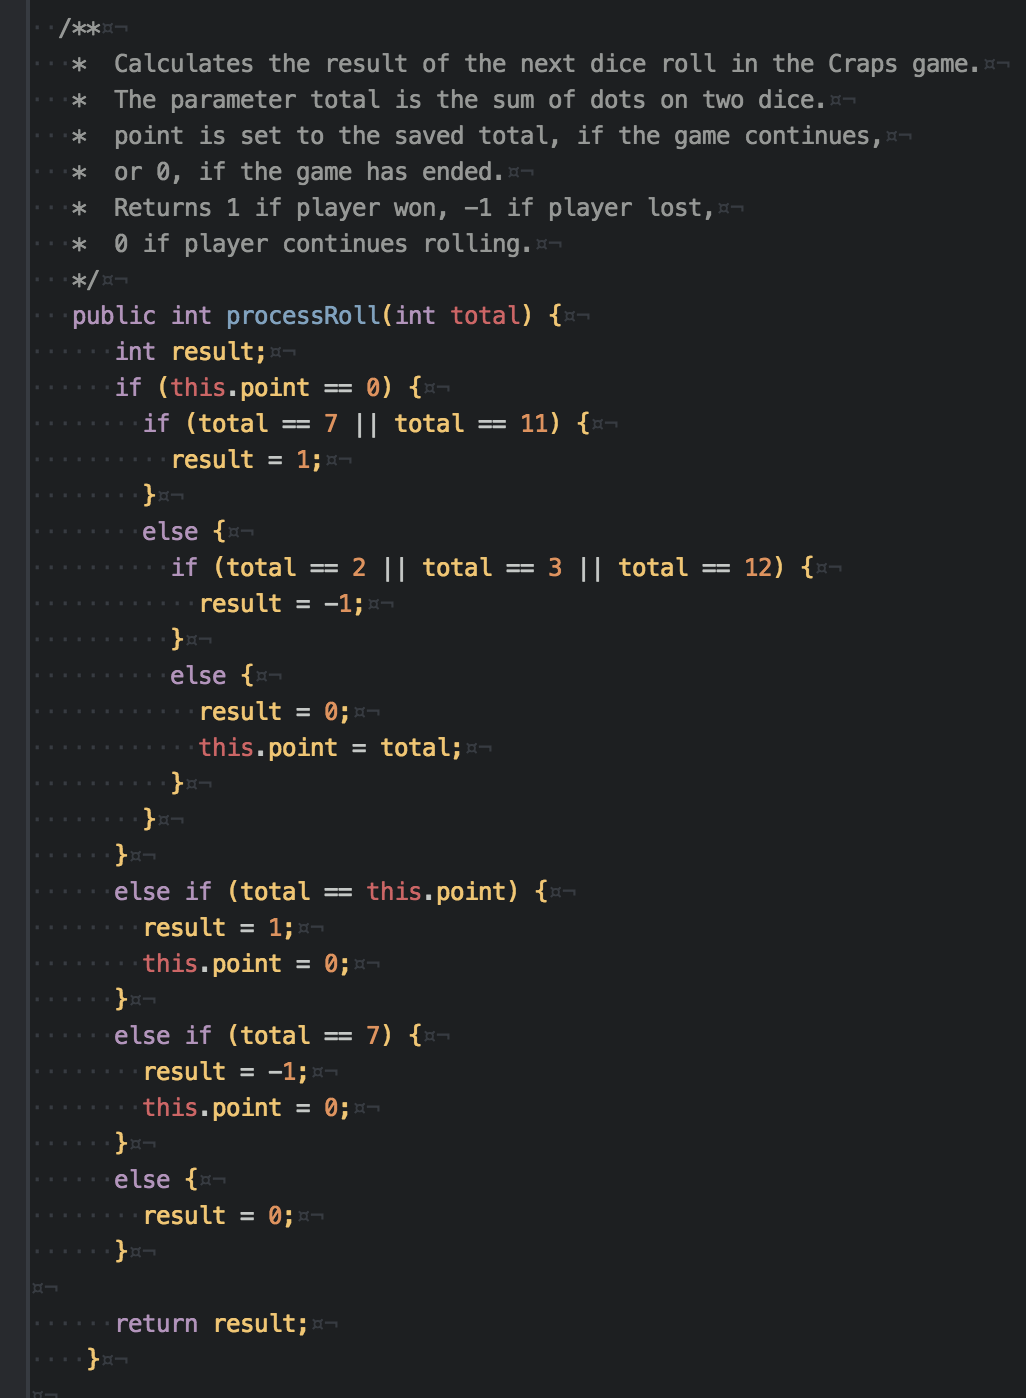 /**
*  Calculates the result of the next dice roll in the Craps game.
*  The parameter total is the sum of dots on two dice.
*  point is set to the saved total, if the game continues,
*  or 0, if the game has ended.
*  Returns 1 if player won, -1 if player lost,
*  0 if player continues rolling.
*/
public int processRoll(int total) {
int result;
if (this.point == 0) {
if (total == 7 || total == 11) {
result = 1;
}
else {
if (total == 2 || total == 3 || total == 12) {
result = -1;
}
else {
result = 0;
this.point = total;
}
}
}
else if (total == this.point) {
result = 1;
this.point = 0;
}
else if (total == 7) {
result = -1;
this.point = 0;
}
else {
result = 0;
}
return result;
}